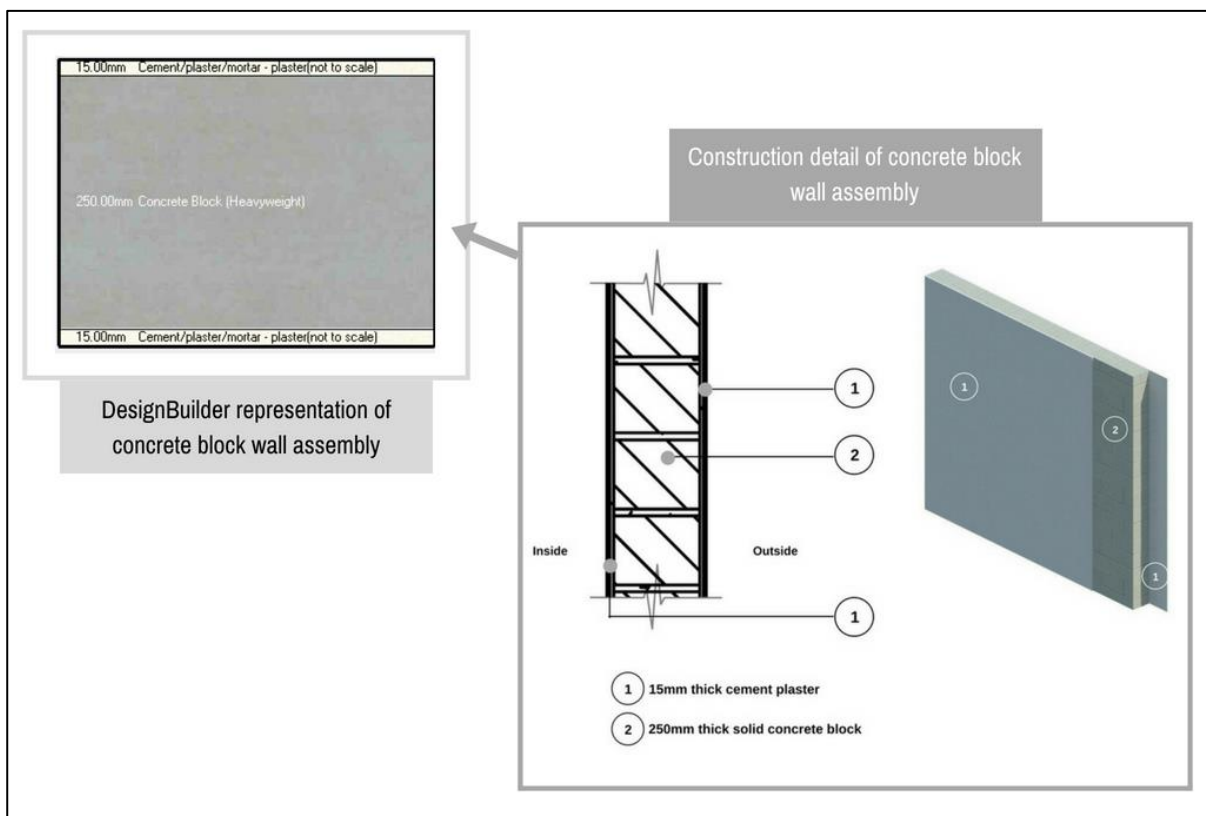 15.00mm Cement/plaster/mortar - plaster(not to scale)
250.00mm Concrete Block (Heavyweight)
15.00mm Cement/plaster/mortar - plaster(not to scale)
DesignBuilder representation of
concrete block wall assembly
Construction detail of concrete block
wall assembly
1
2
Inside
Outside
1
1
2
1
1 15mm thick cement plaster
2 250mm thick solid concrete block